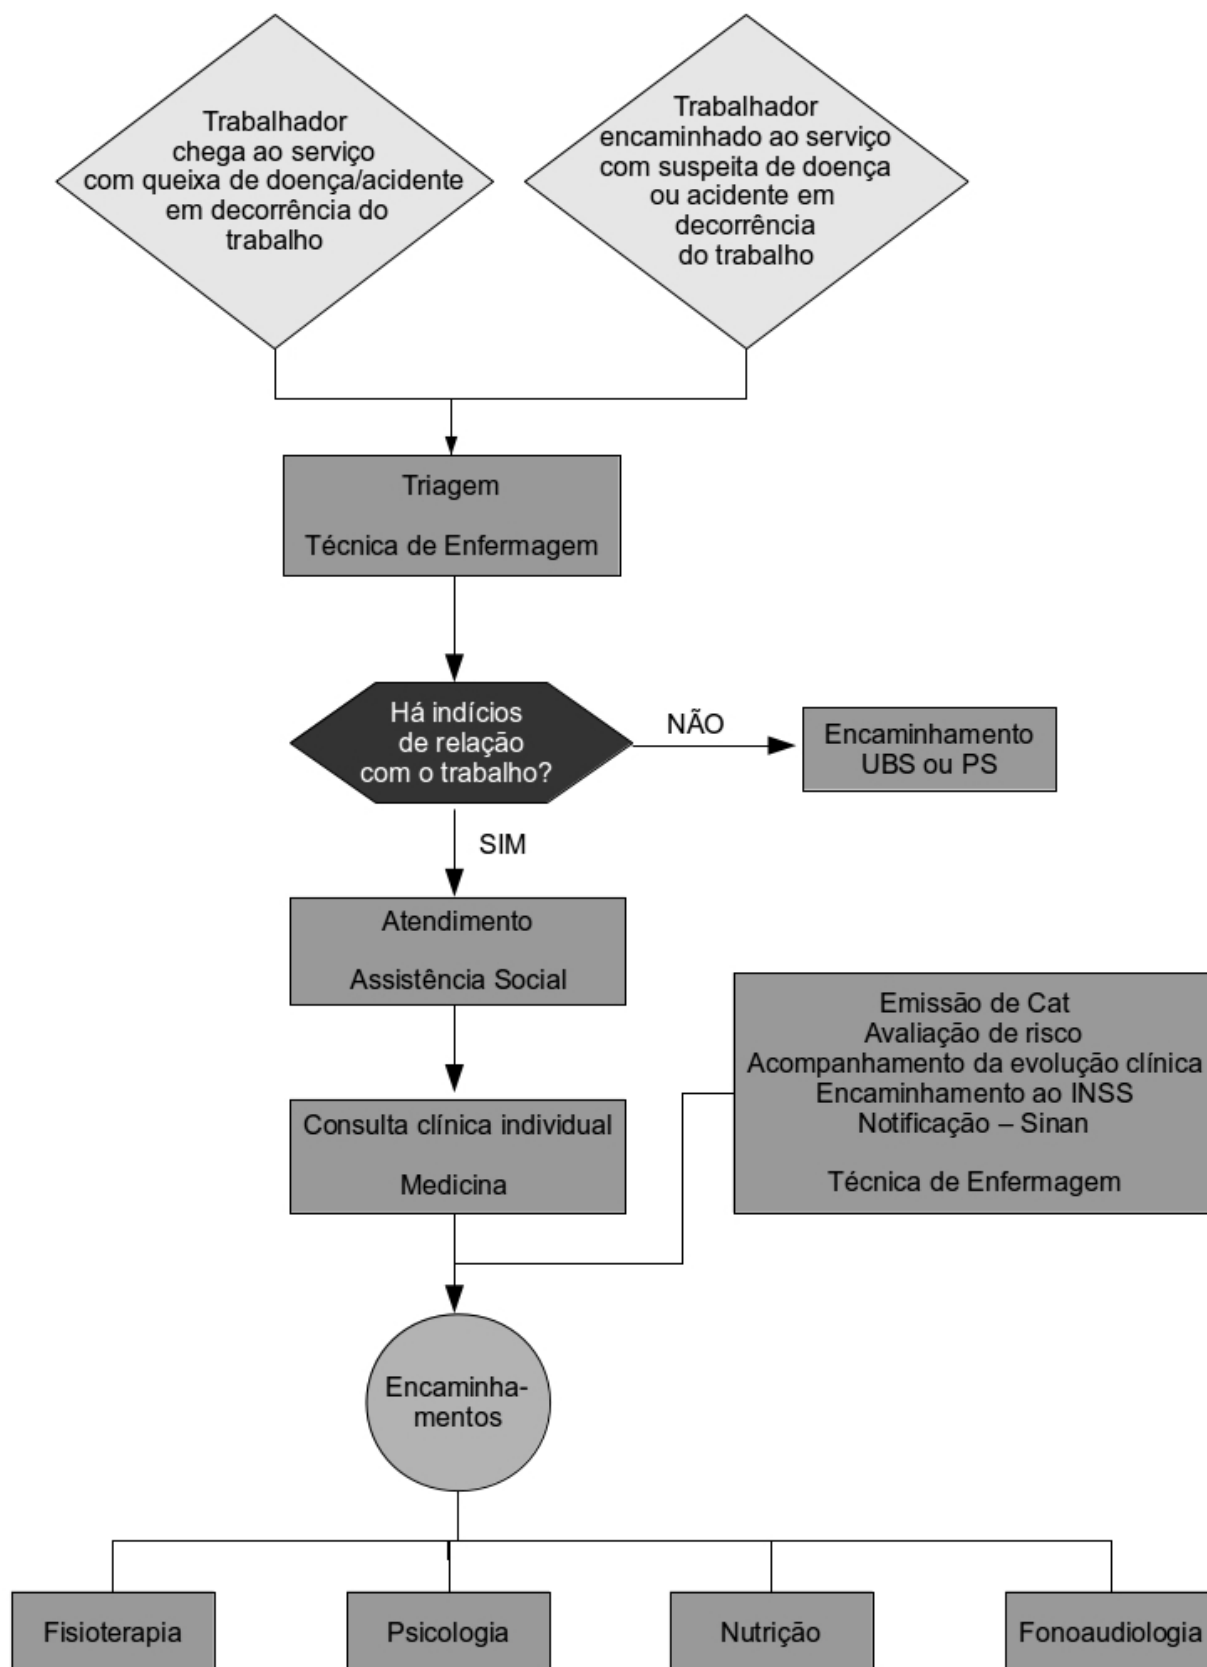 Trabalhador
chega ao serviço
com queixa de doença/acidente
em decorrência do
trabalho
Trabalhador
encaminhado ao serviço
com suspeita de doença
ou acidente em
decorrência
do trabalho
Triagem
Técnica de Enfermagem
Há indícios
de relação
com o trabalho?
NÃO
Encaminhamento
UBS ou PS
SIM
Atendimento
Assistência Social
Emissão de Cat
Avaliação de risco
Acompanhamento da evolução clínica
Encaminhamento ao INSS
Notificação – Sinan
Técnica de Enfermagem
Consulta clínica individual
Medicina
Encaminha-
mentos
Fisioterapia
Psicologia
Nutrição
Fonoaudiologia